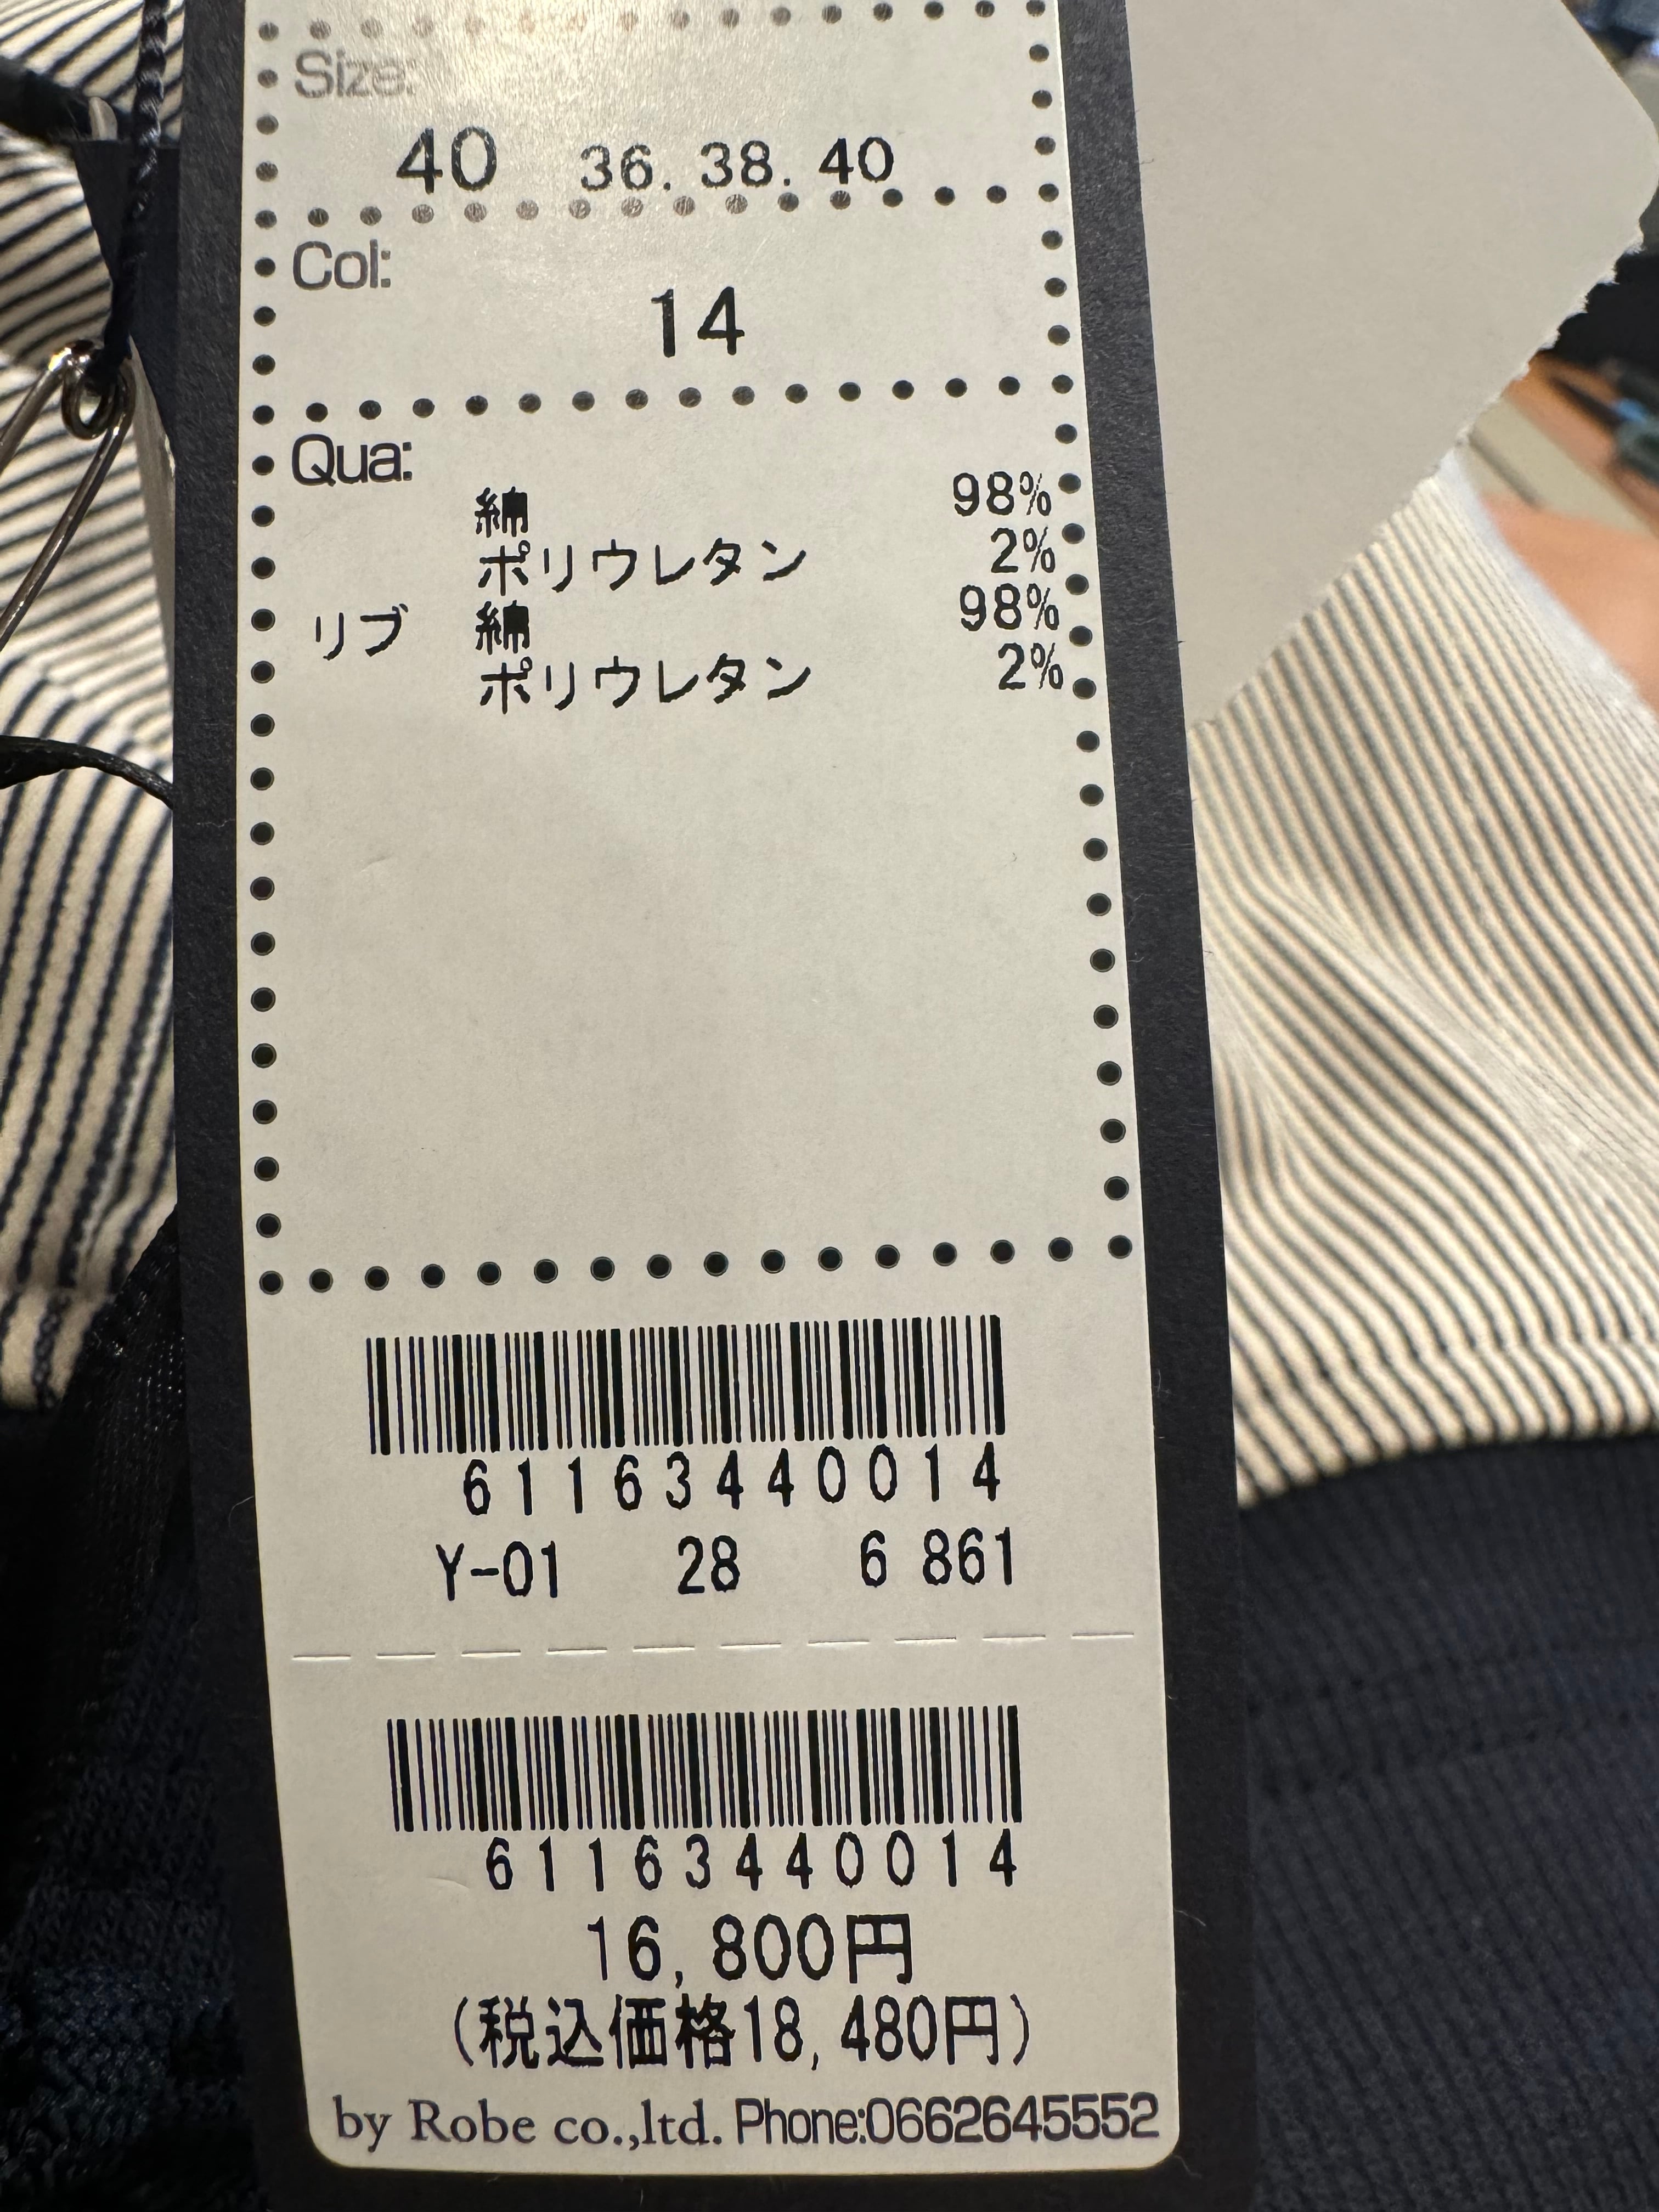 Size:
40 36. 38. 40
Col:
14
Qua:
綿 98%
ポリウレタン 2%
リブ 綿 98%
ポリウレタン 2%
61163440014
Y-01 28 6 861
61163440014
16,800円
(税込価格18,480円)
by Robe co.,ltd. Phone:0662645552